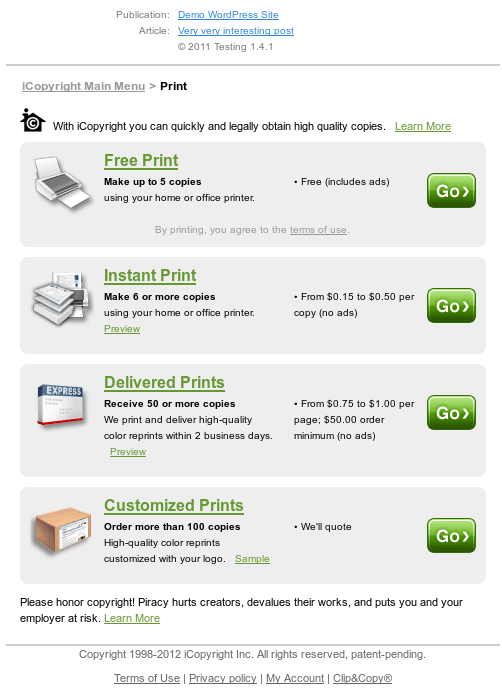 Publication: Demo WordPress Site
Article: Very very interesting post
© 2011 Testing 1.4.1
iCopyright Main Menu > Print
With iCopyright you can quickly and legally obtain high quality copies. Learn More
Free Print
Make up to 5 copies
using your home or office printer.
• Free (includes ads)
Go
By printing, you agree to the terms of use.
Instant Print
Make 6 or more copies
using your home or office printer.
Preview
• From $0.15 to $0.50 per
copy (no ads)
Go
EXPRESS
Delivered Prints
Receive 50 or more copies
We print and deliver high-quality
color reprints within 2 business days.
Preview
• From $0.75 to $1.00 per
page; $50.00 order
minimum (no ads)
Go
Customized Prints
Order more than 100 copies
High-quality color reprints
customized with your logo. Sample
• We'll quote
Go
Please honor copyright! Piracy hurts creators, devalues their works, and puts you and your
employer at risk. Learn More
Copyright 1998-2012 iCopyright Inc. All rights reserved, patent-pending.
Terms of Use | Privacy policy | My Account | Clip&Copy®